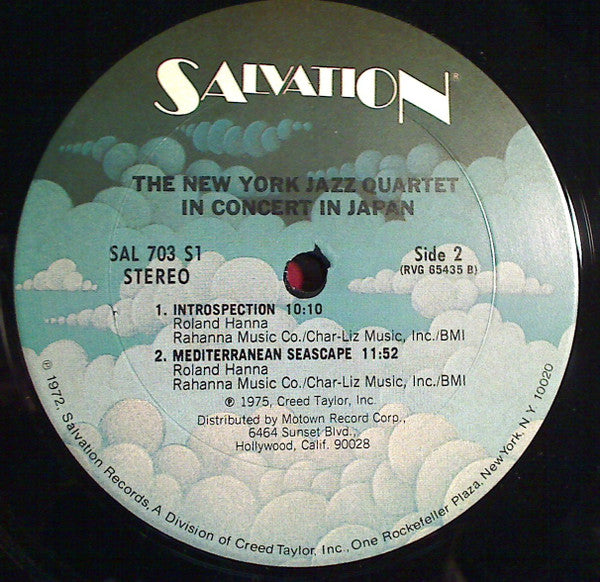 SALVATION®
THE NEW YORK JAZZ QUARTET
IN CONCERT IN JAPAN
SAL 703 S1
STEREO
Side 2
(RVG 65435 B)
1. INTROSPECTION 10:10
Roland Hanna
Rahanna Music Co./Char-Liz Music, Inc./BMI
2. MEDITERRANEAN SEASCAPE 11:52
Roland Hanna
Rahanna Music Co./Char-Liz Music, Inc./BMI
℗ 1975, Creed Taylor, Inc.
Distributed by Motown Record Corp.,
6464 Sunset Blvd.,
Hollywood, Calif. 90028
℗ 1972, Salvation Records, A Division of Creed Taylor, Inc., One Rockefeller Plaza, New York, N.Y. 10020